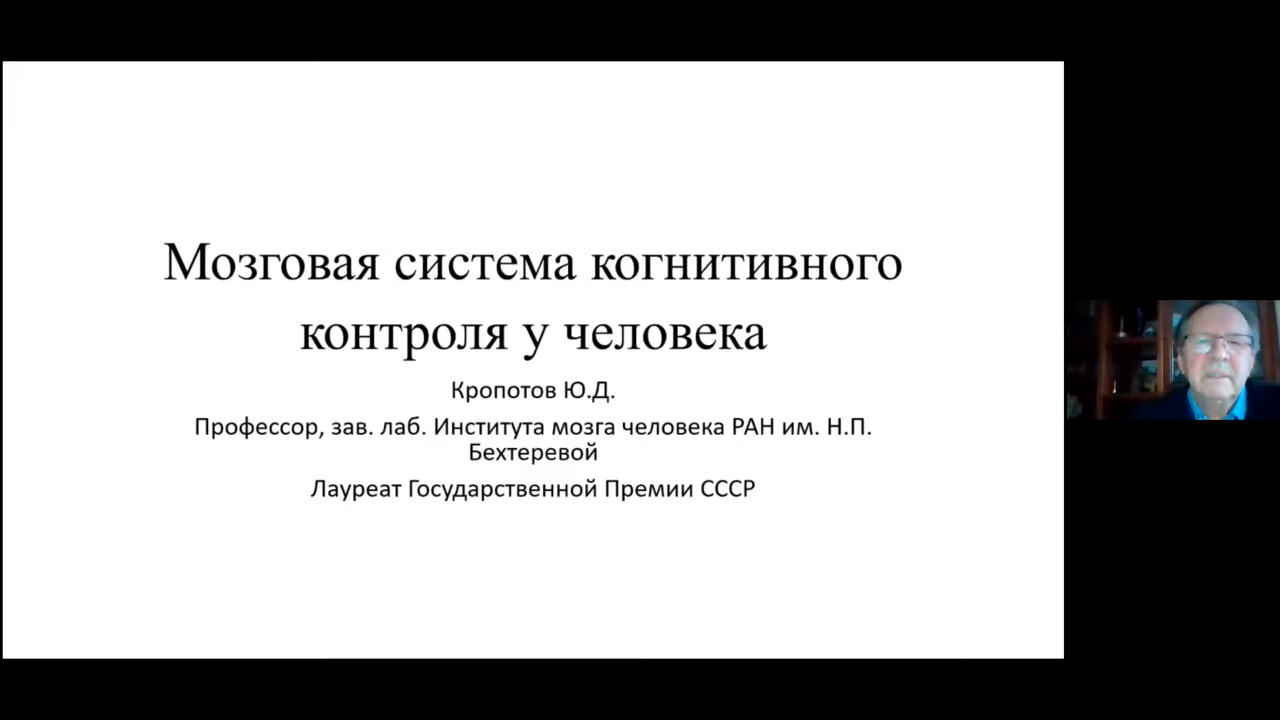 Мозговая система когнитивного
контроля у человека
Кропотов Ю.Д.
Профессор, зав. лаб. Института мозга человека РАН им. Н.П.
Бехтеревой
Лауреат Государственной Премии СССР